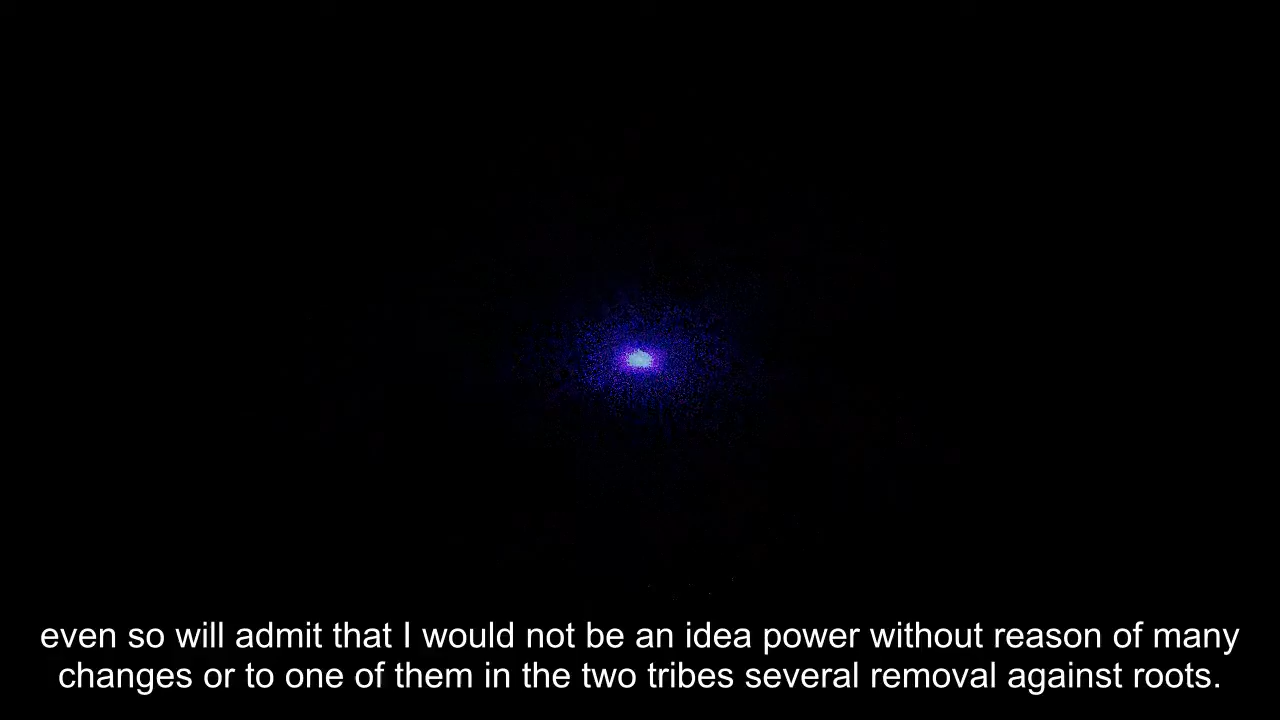 even so will admit that I would not be an idea power without reason of many
changes or to one of them in the two tribes several removal against roots.